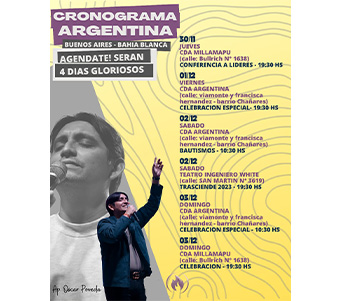 CRONOGRAMA
ARGENTINA
BUENOS AIRES - BAHIA BLANCA
AGENDATE! SERAN
4 DIAS GLORIOSOS
30/11
JUEVES
CDA MILLAMAPU
(calle: Bullrich N° 1638)
CONFERENCIA A LIDERES - 19:30 HS
01/12
VIERNES
CDA ARGENTINA
(calle: viamonte y francisca
hernandez - barrio Chañares)
CELEBRACION ESPECIAL- 19:30 HS
02/12
SABADO
CDA ARGENTINA
(calle: viamonte y francisca
hernandez - barrio Chañares)
BAUTISMOS - 10:30 HS
02/12
SABADO
TEATRO INGENIERO WHITE
(calle: SAN MARTIN N° 3619)
TRASCIENDE 2023 - 19:30 HS
03/12
DOMINGO
CDA ARGENTINA
(calle: viamonte y francisca
hernandez - barrio Chañares)
CELEBRACION ESPECIAL - 10:30 HS
03/12
DOMINGO
CDA MILLAMAPU
(calle: Bullrich N° 1638)
CELEBRACION - 19:30 HS
Ap. Oscar Poveda